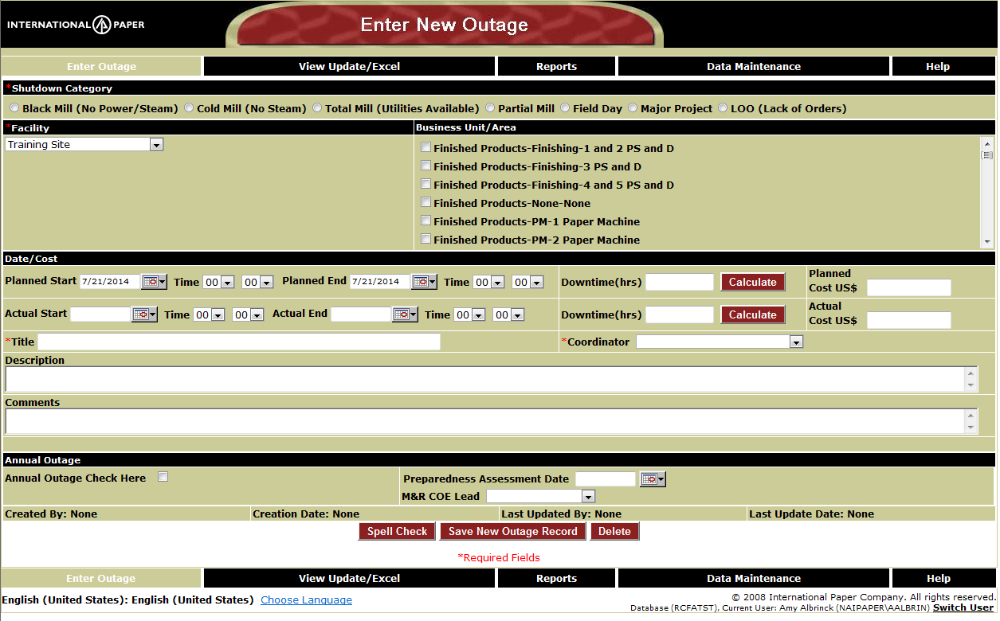 INTERNATIONAL PAPER
Enter New Outage
Enter Outage View Update/Excel Reports Data Maintenance Help
*Shutdown Category
Black Mill (No Power/Steam) Cold Mill (No Steam) Total Mill (Utilities Available) Partial Mill Field Day Major Project LOO (Lack of Orders)
*Facility Business Unit/Area
Training Site
Finished Products-Finishing-1 and 2 PS and D
Finished Products-Finishing-3 PS and D
Finished Products-Finishing-4 and 5 PS and D
Finished Products-None-None
Finished Products-PM-1 Paper Machine
Finished Products-PM-2 Paper Machine
Date/Cost
Planned Start 7/21/2014 Time 00 00 Planned End 7/21/2014 Time 00 00 Downtime(hrs) Calculate Planned
Cost US$
Actual Start Time 00 00 Actual End Time 00 00 Downtime(hrs) Calculate Actual
Cost US$
*Title *Coordinator
Description
Comments
Annual Outage
Annual Outage Check Here Preparedness Assessment Date
M&R COE Lead
Created By: None Creation Date: None Last Updated By: None Last Update Date: None
Spell Check Save New Outage Record Delete
*Required Fields
Enter Outage View Update/Excel Reports Data Maintenance Help
English (United States): English (United States) Choose Language © 2008 International Paper Company. All rights reserved.
Database (RCFATST), Current User: Amy Albrinck (NAIPAPER\AALBRIN) Switch User